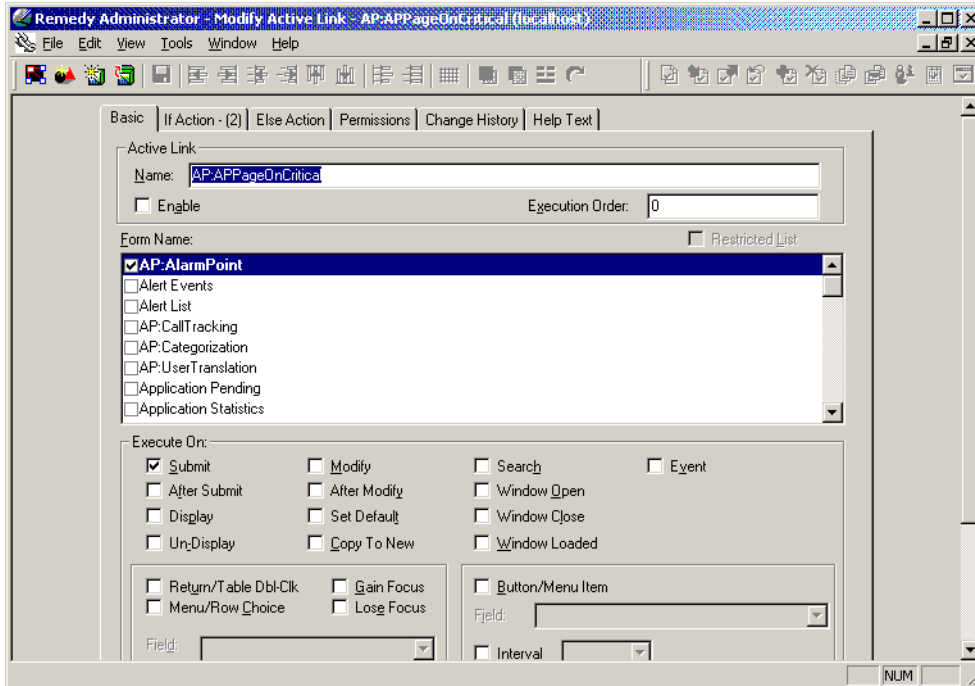 Remedy Administrator - Modify Active Link - AP:APPageOnCritical (localhost)
File Edit View Tools Window Help
Basic If Action - (2) Else Action Permissions Change History Help Text
Active Link
Name: AP:APPageOnCritical
Enable Execution Order: 0
Form Name: Restricted List
AP:AlarmPoint
Alert Events
Alert List
AP:CallTracking
AP:Categorization
AP:UserTranslation
Application Pending
Application Statistics
Execute On:
Submit Modify Search Event
After Submit After Modify Window Open
Display Set Default Window Close
Un-Display Copy To New Window Loaded
Return/Table Dbl-Clk Gain Focus Button/Menu Item
Menu/Row Choice Lose Focus
Field:
Field:
Interval
NUM